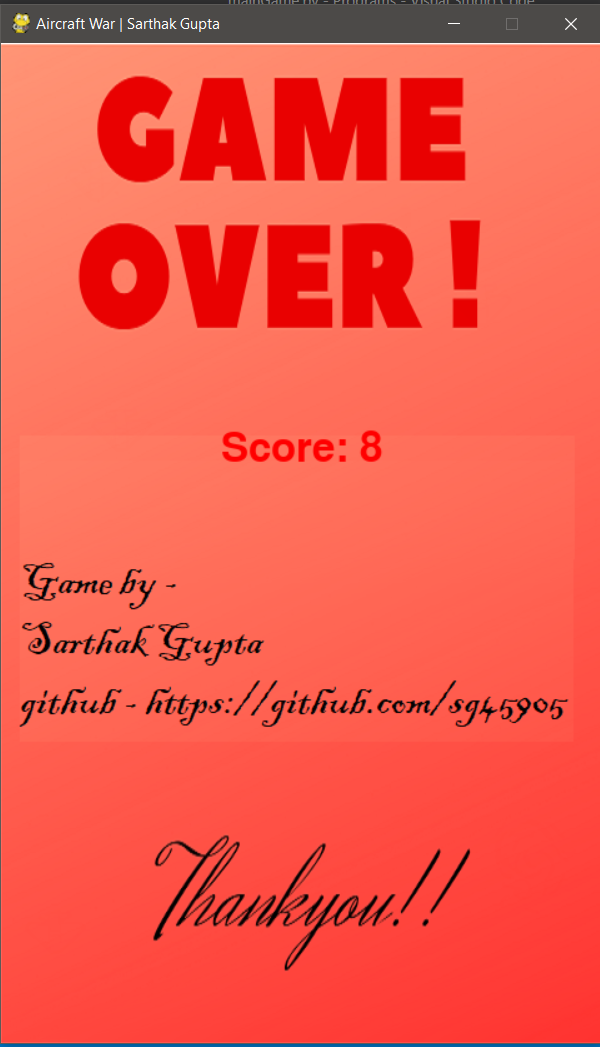 Aircraft War | Sarthak Gupta
GAME
OVER !
Score: 8
Game by -
Sarthak Gupta
github - https://github.com/sg45905
Thankyou!!